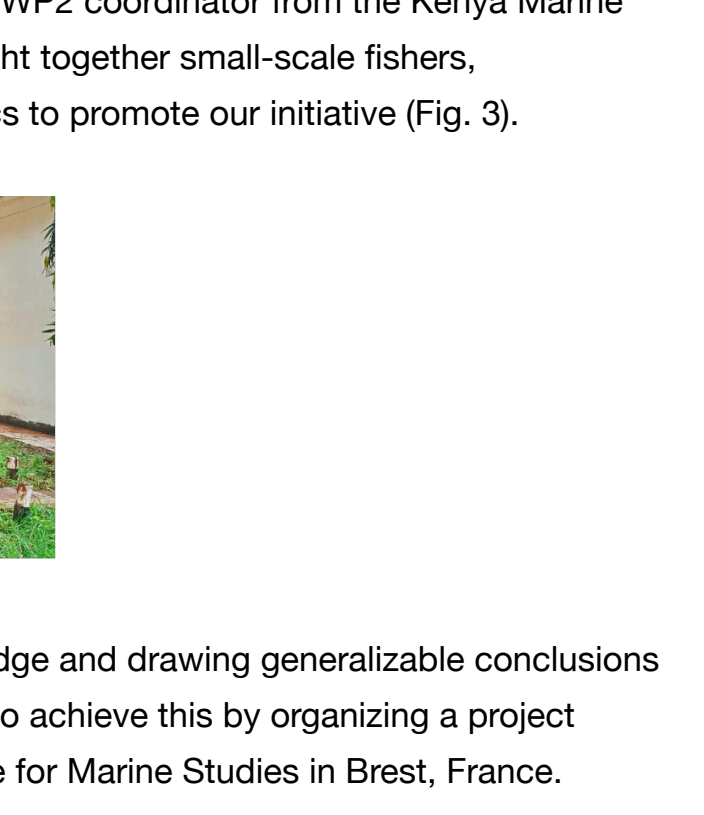 WP2 coordinator from the Kenya Marine
ht together small-scale fishers,
s to promote our initiative (Fig. 3).
dge and drawing generalizable conclusions
o achieve this by organizing a project
e for Marine Studies in Brest, France.